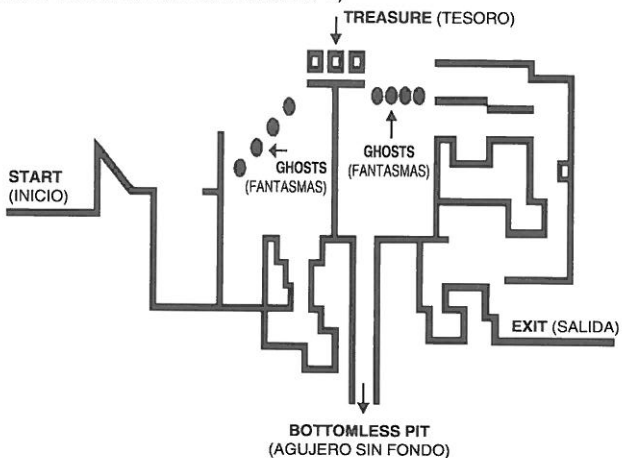 TREASURE (TESORO)
GHOSTS
(FANTASMAS)
GHOSTS
(FANTASMAS)
START
(INICIO)
EXIT (SALIDA)
BOTTOMLESS PIT
(AGUJERO SIN FONDO)